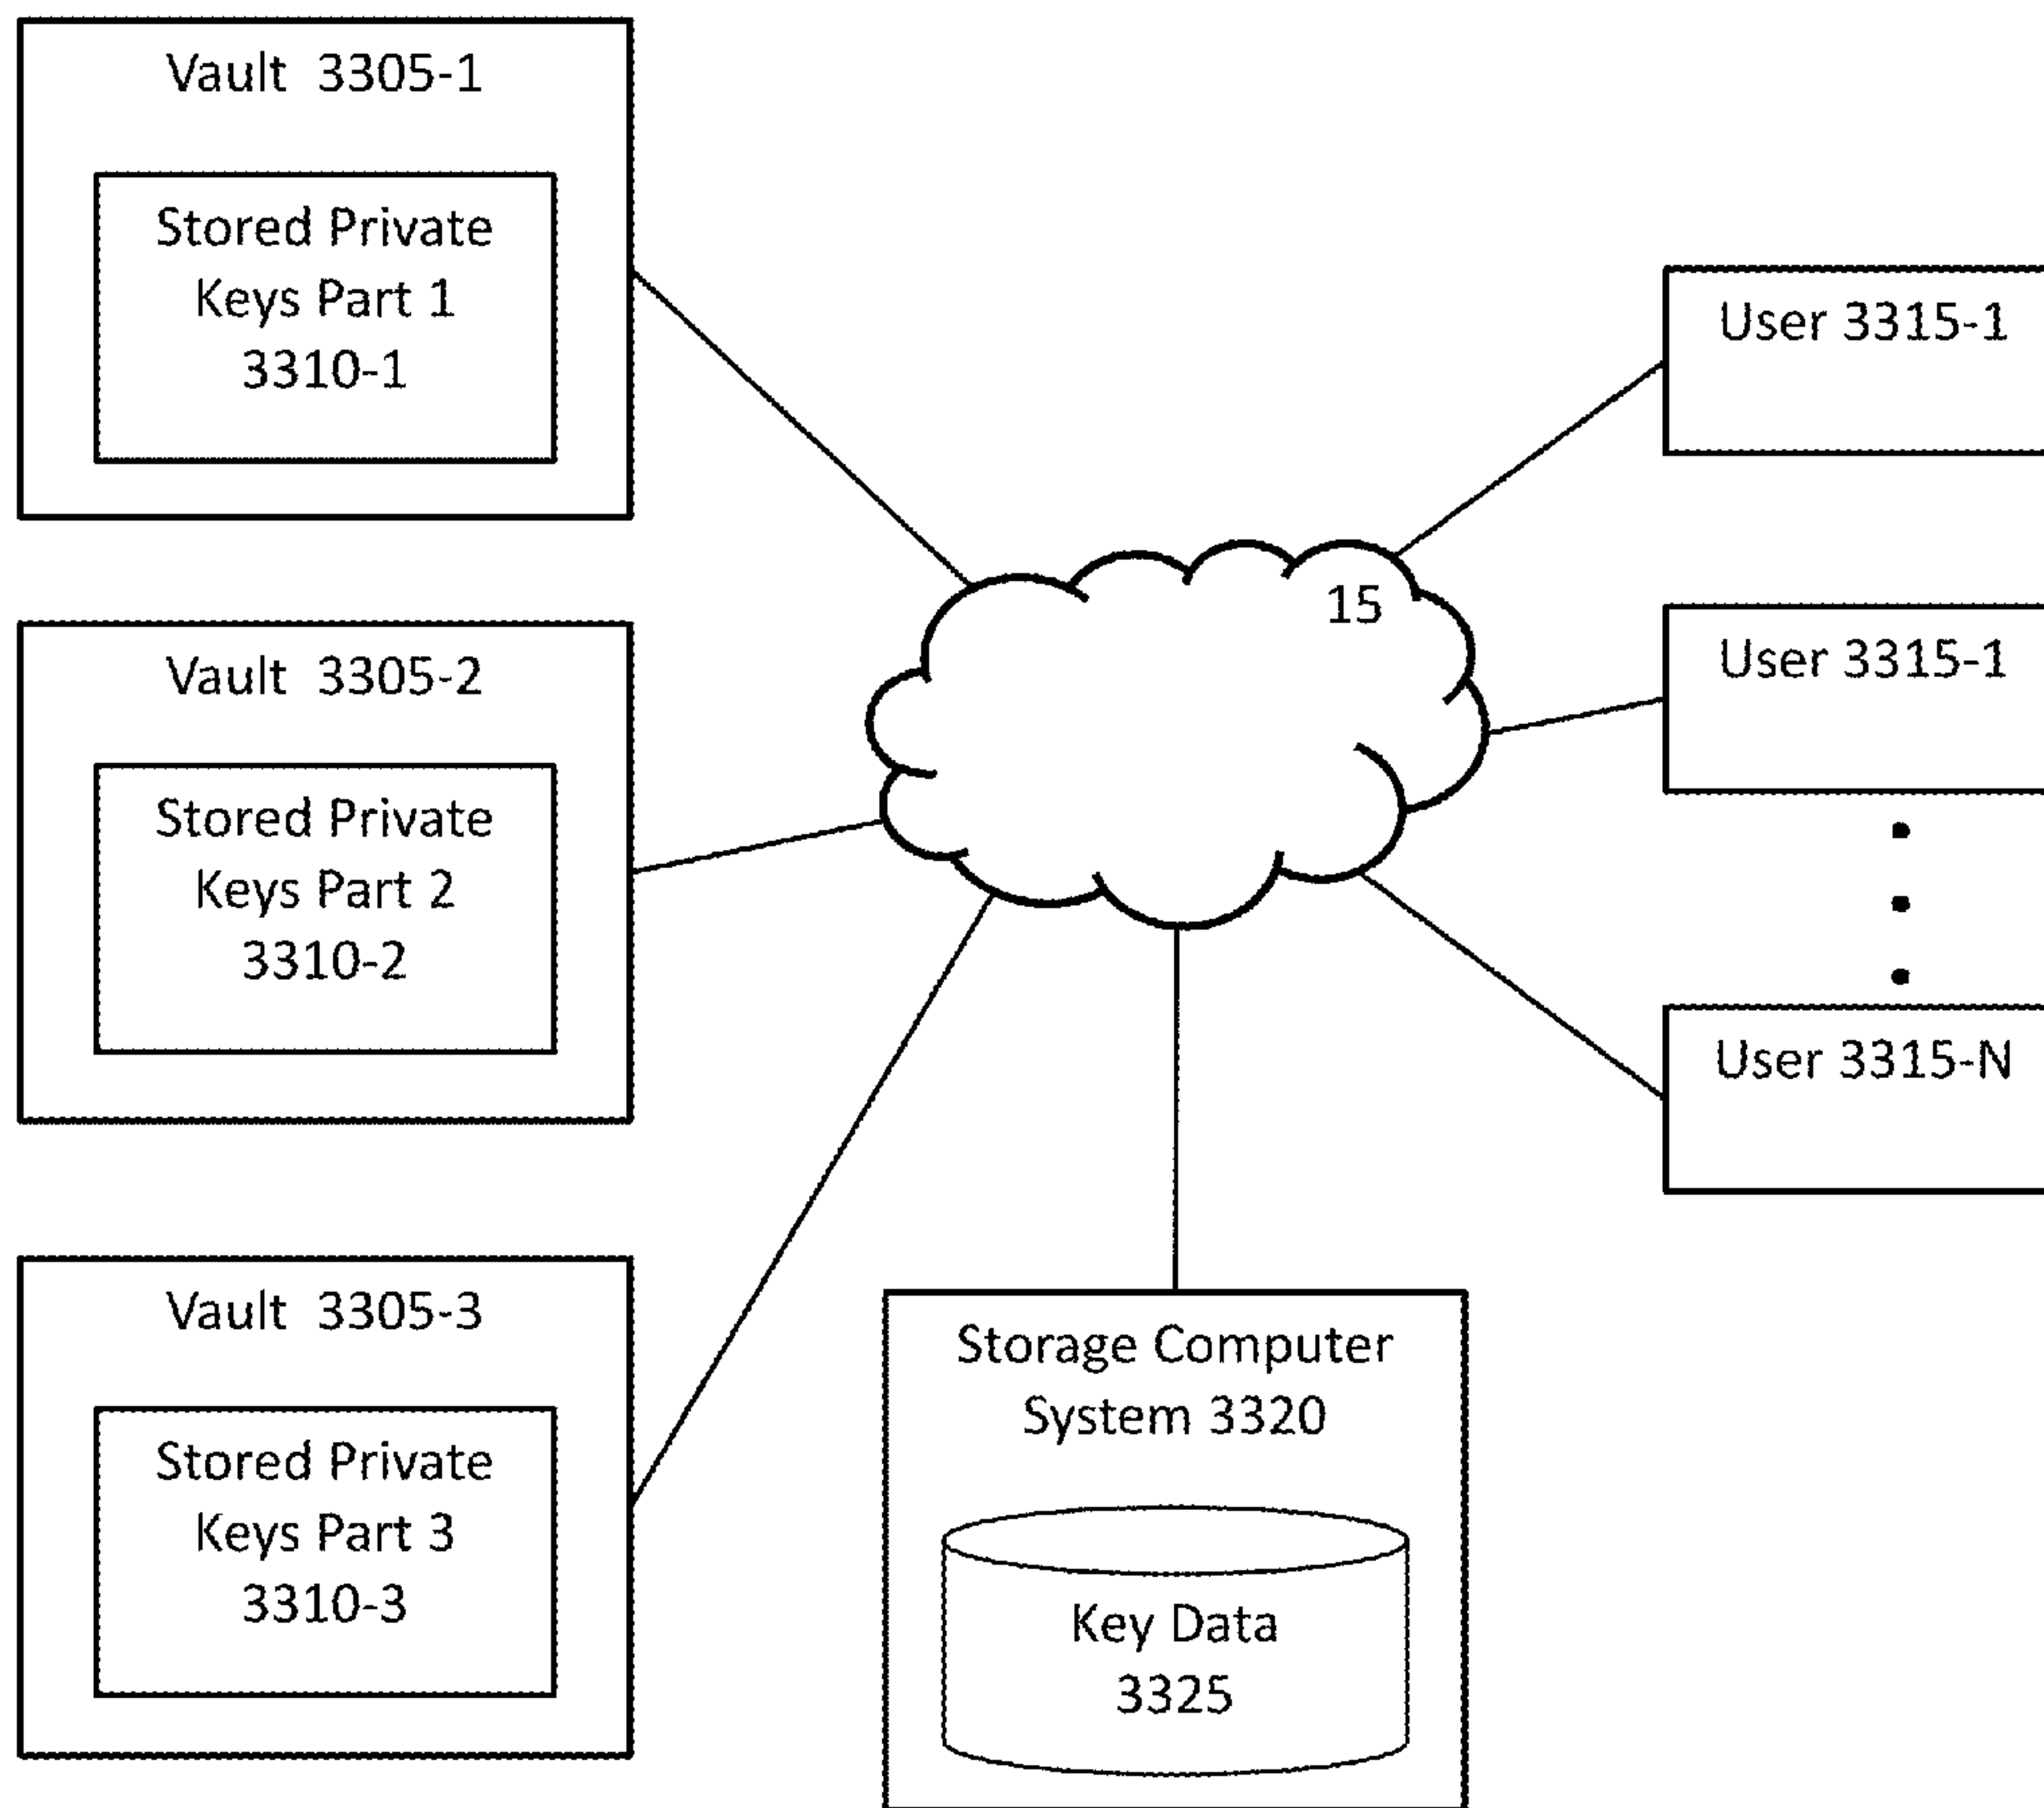 Vault  3305-1
Stored Private
Keys Part 1
3310-1
Vault  3305-2
Stored Private
Keys Part 2
3310-2
Vault  3305-3
Stored Private
Keys Part 3
3310-3
15
User 3315-1
User 3315-1
User 3315-N
Storage Computer
System 3320
Key Data
3325